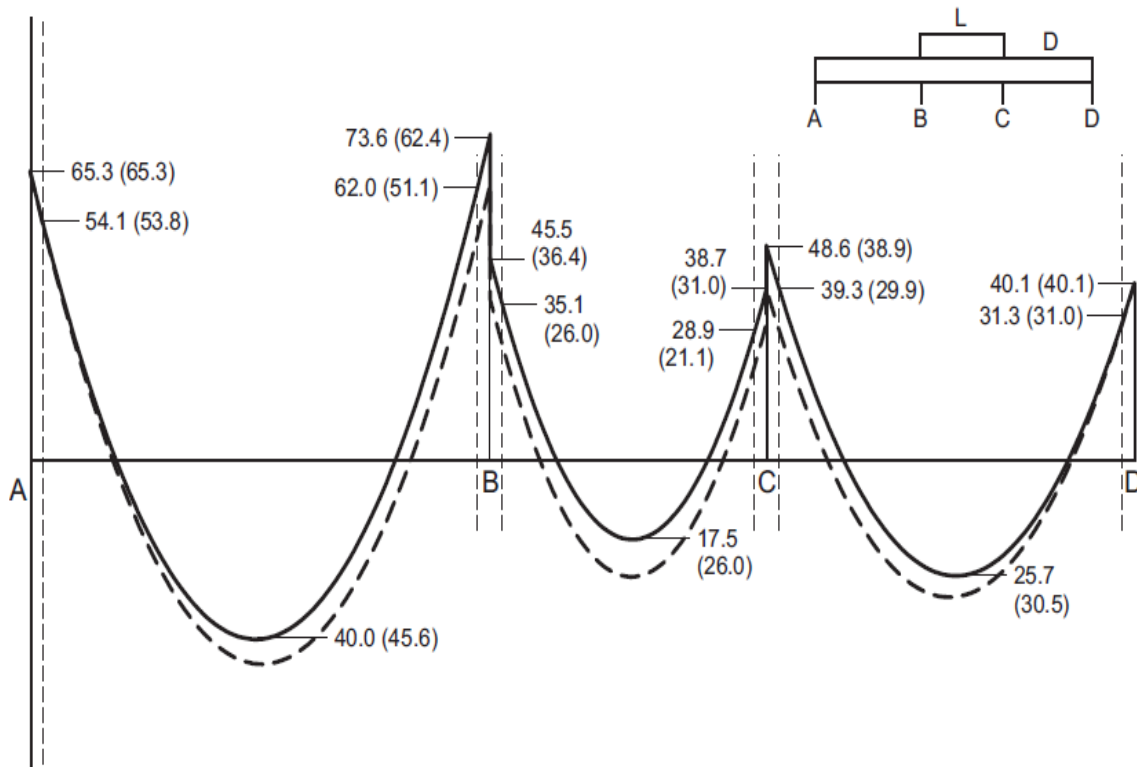 L
D
A
B
C
D
73.6 (62.4)
65.3 (65.3)
62.0 (51.1)
54.1 (53.8)
45.5
(36.4)
35.1
(26.0)
38.7
(31.0)
28.9
(21.1)
48.6 (38.9)
39.3 (29.9)
40.1 (40.1)
31.3 (31.0)
A
B
C
D
17.5
(26.0)
25.7
(30.5)
40.0 (45.6)